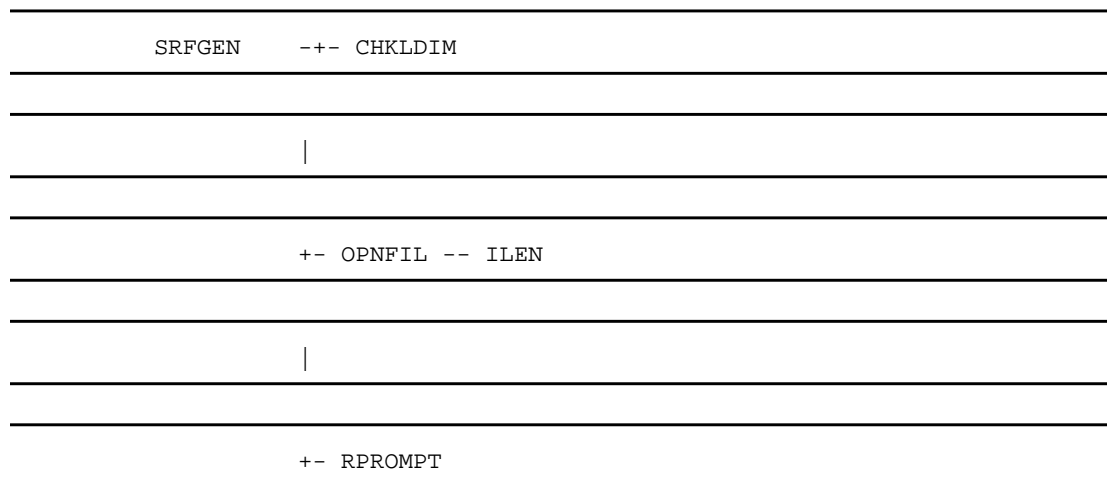 SRFGEN -+- CHKLDIM
|
+- OPNFIL -- ILEN
|
+- RPROMPT